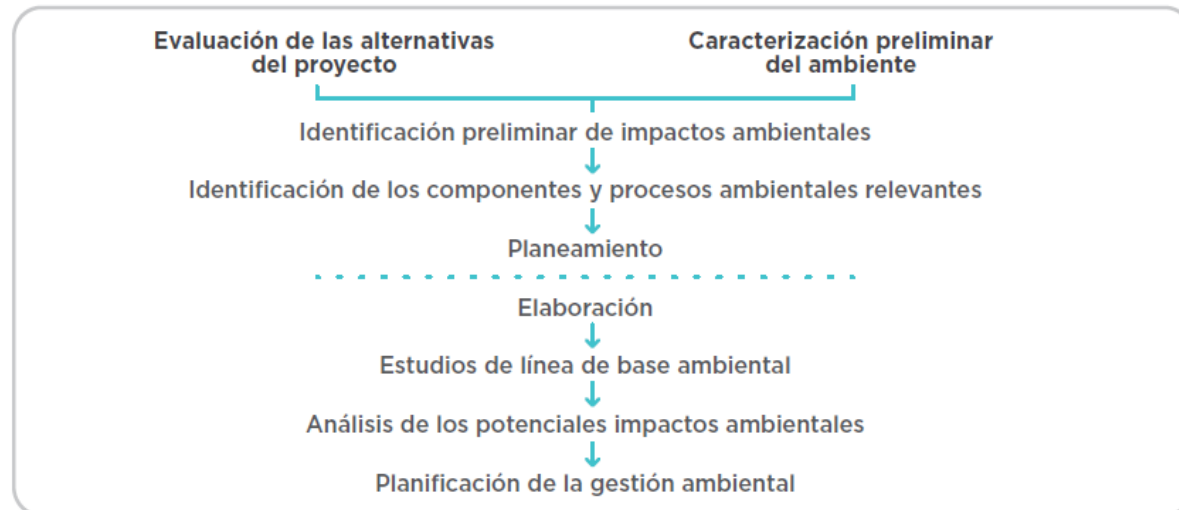 Evaluación de las alternativas
del proyecto
Caracterización preliminar
del ambiente
Identificación preliminar de impactos ambientales
Identificación de los componentes y procesos ambientales relevantes
Planeamiento
Elaboración
Estudios de línea de base ambiental
Análisis de los potenciales impactos ambientales
Planificación de la gestión ambiental